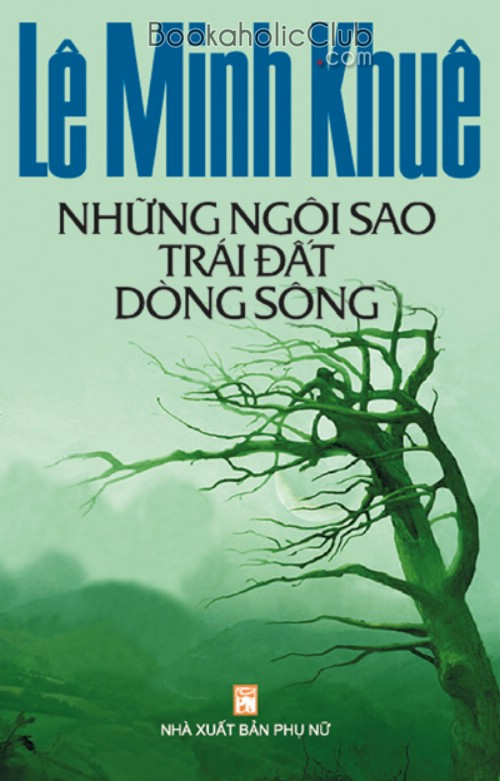 BookaholicClub
.com
Lê Minh Khuê
NHỮNG NGÔI SAO
TRÁI ĐẤT
DÒNG SÔNG
NHÀ XUẤT BẢN PHỤ NỮ